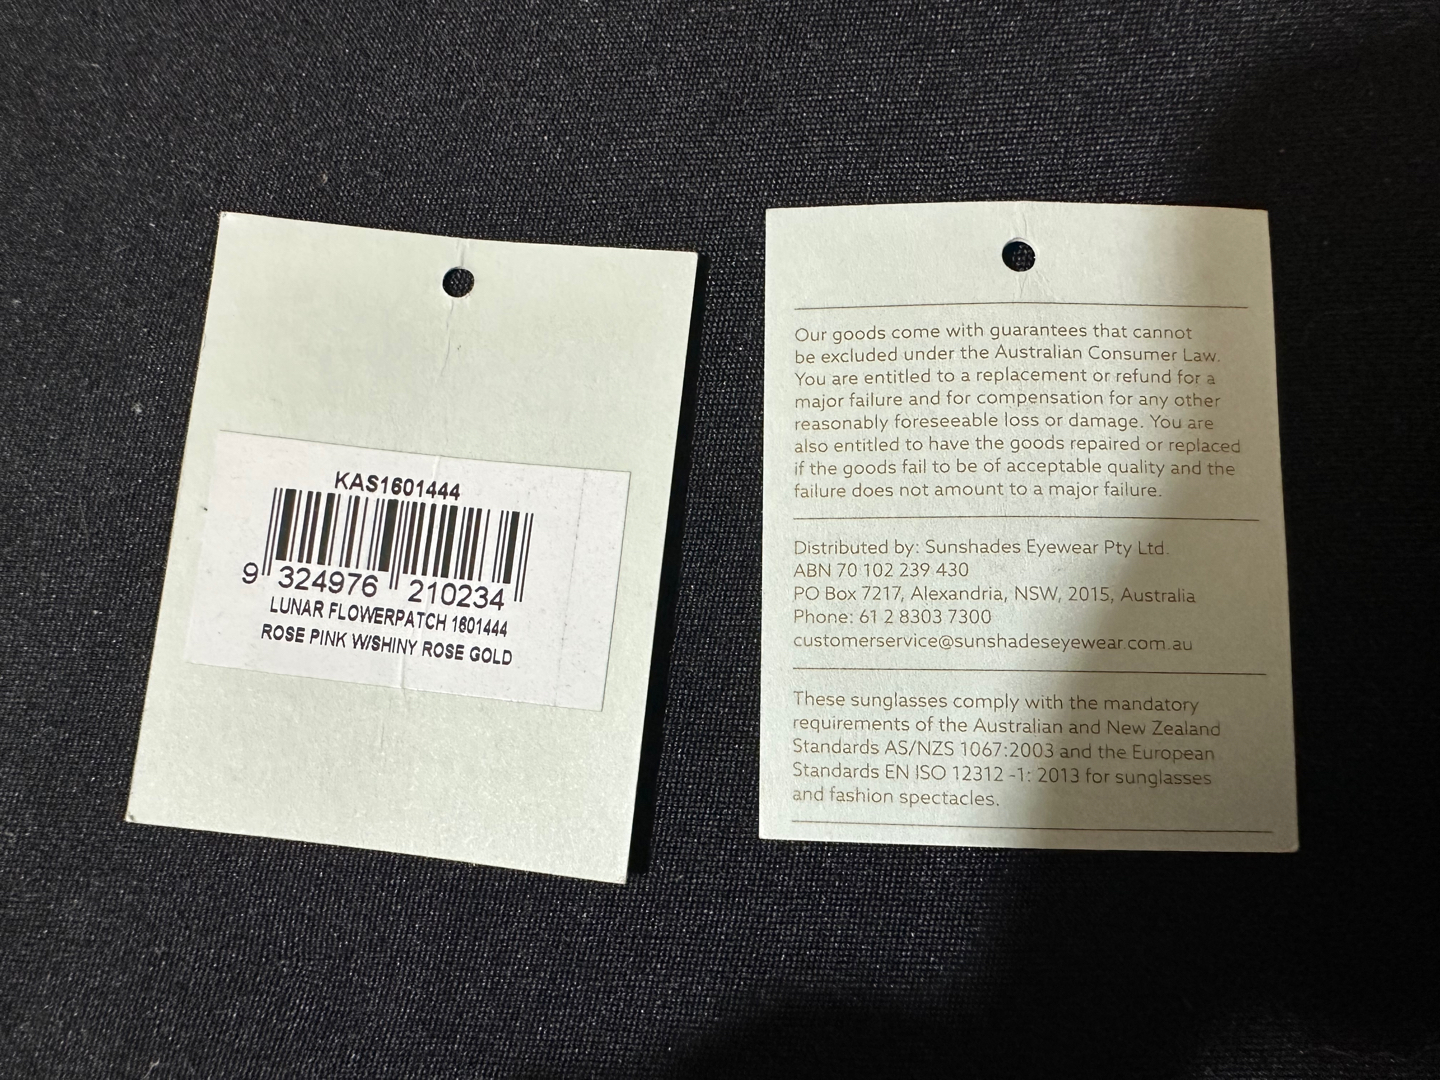 KAS1601444
9 324976 210234
LUNAR FLOWERPATCH 1601444
ROSE PINK W/SHINY ROSE GOLD
Our goods come with guarantees that cannot
be excluded under the Australian Consumer Law.
You are entitled to a replacement or refund for a
major failure and for compensation for any other
reasonably foreseeable loss or damage. You are
also entitled to have the goods repaired or replaced
if the goods fail to be of acceptable quality and the
failure does not amount to a major failure.
Distributed by: Sunshades Eyewear Pty Ltd.
ABN 70 102 239 430
PO Box 7217, Alexandria, NSW, 2015, Australia
Phone: 61 2 8303 7300
customerservice@sunshadeseyewear.com.au
These sunglasses comply with the mandatory
requirements of the Australian and New Zealand
Standards AS/NZS 1067:2003 and the European
Standards EN ISO 12312 -1: 2013 for sunglasses
and fashion spectacles.